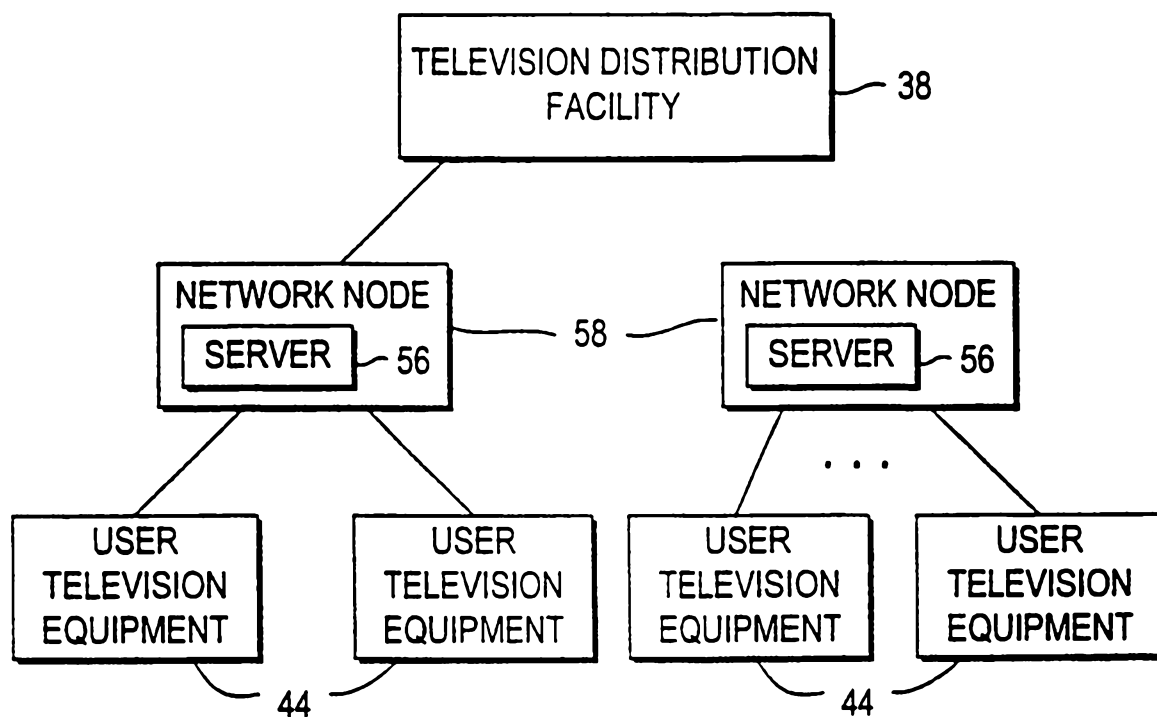 TELEVISION DISTRIBUTION
FACILITY
38
NETWORK NODE
SERVER
56
58
NETWORK NODE
SERVER
56
. . .
USER
TELEVISION
EQUIPMENT
USER
TELEVISION
EQUIPMENT
USER
TELEVISION
EQUIPMENT
USER
TELEVISION
EQUIPMENT
44
44